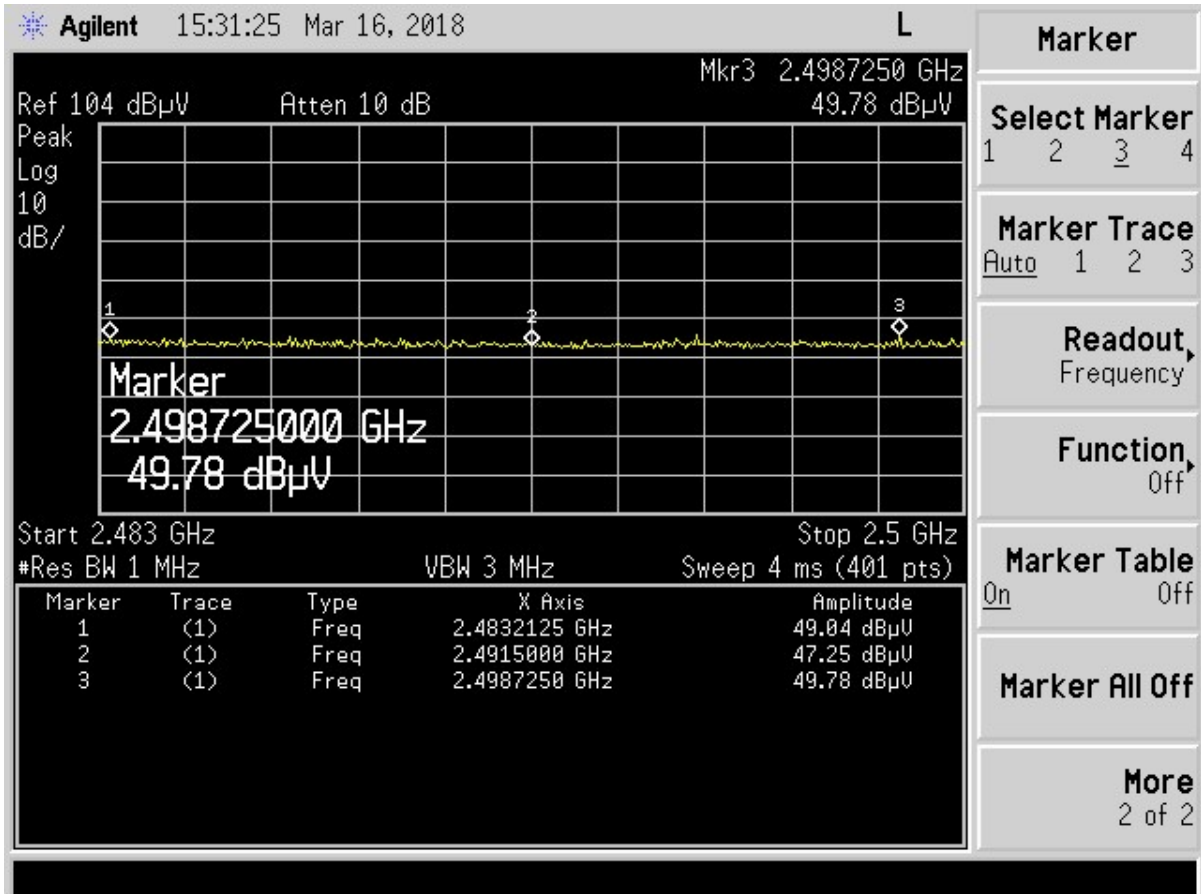 Agilent 15:31:25 Mar 16, 2018 L
Mkr3 2.4987250 GHz
Ref 104 dBµV Atten 10 dB 49.78 dBµV
Peak
Log
10
dB/
1 2 3
Marker
2.498725000 GHz
49.78 dBµV
Start 2.483 GHz Stop 2.5 GHz
#Res BW 1 MHz VBW 3 MHz Sweep 4 ms (401 pts)
Marker Trace Type X Axis Amplitude
1 (1) Freq 2.4832125 GHz 49.04 dBµV
2 (1) Freq 2.4915000 GHz 47.25 dBµV
3 (1) Freq 2.4987250 GHz 49.78 dBµV
Marker
Select Marker
1 2 3 4
Marker Trace
Auto 1 2 3
Readout
Frequency
Function
Off
Marker Table
On Off
Marker All Off
More
2 of 2